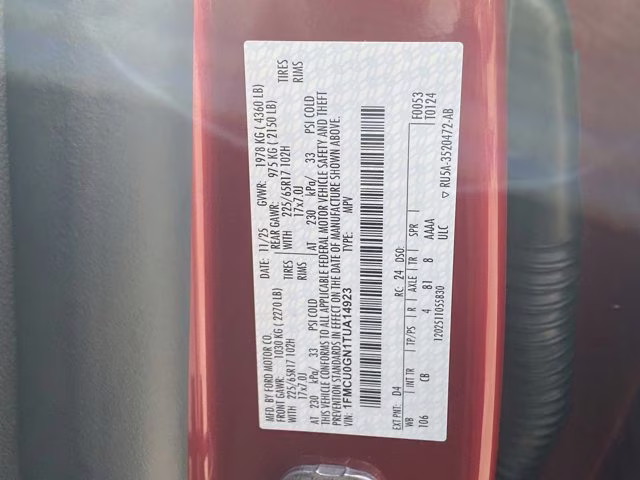 MFD. BY FORD MOTOR CO.
DATE: 11/25 GVWR: 1978 KG ( 4360 LB)
FRONT GAWR: 1030 KG ( 2270 LB) REAR GAWR: 975 KG ( 2150 LB)
WITH 225/65R17 102H TIRES WITH 225/65R17 102H TIRES
17x7.0J RIMS 17x7.0J RIMS
AT 230 kPa/ 33 PSI COLD AT 230 kPa/ 33 PSI COLD
THIS VEHICLE CONFORMS TO ALL APPLICABLE FEDERAL MOTOR VEHICLE SAFETY AND THEFT
PREVENTION STANDARDS IN EFFECT ON THE DATE OF MANUFACTURE SHOWN ABOVE.
VIN: 1FMCU0GN1TUA14923 TYPE: MPV
EXT PNT: D4 RC: 24 DSO: F0053
WB INT TR TP/PS R AXLE TR SPR T0124
106 CB 4 B1 8 AAAA
ULC
1202511055830 RU5A-3520472-AB